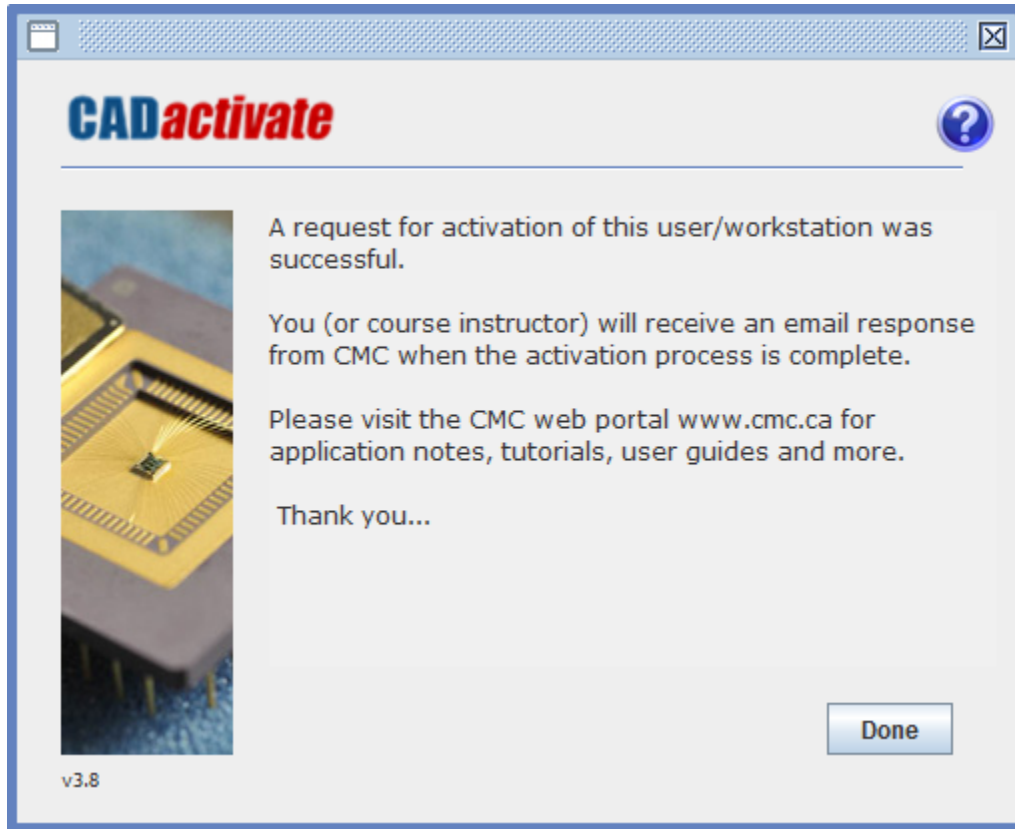 CADactivate
?
A request for activation of this user/workstation was
successful.
You (or course instructor) will receive an email response
from CMC when the activation process is complete.
Please visit the CMC web portal www.cmc.ca for
application notes, tutorials, user guides and more.
Thank you...
Done
v3.8